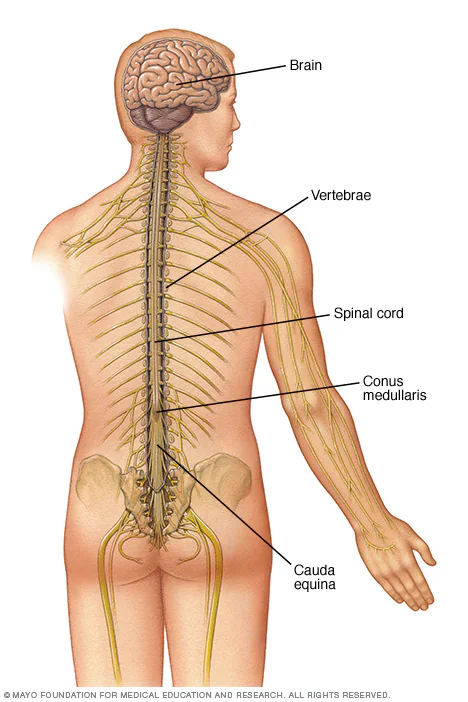 Brain
Vertebrae
Spinal cord
Conus
medullaris
Cauda
equina
© MAYO FOUNDATION FOR MEDICAL EDUCATION AND RESEARCH. ALL RIGHTS RESERVED.